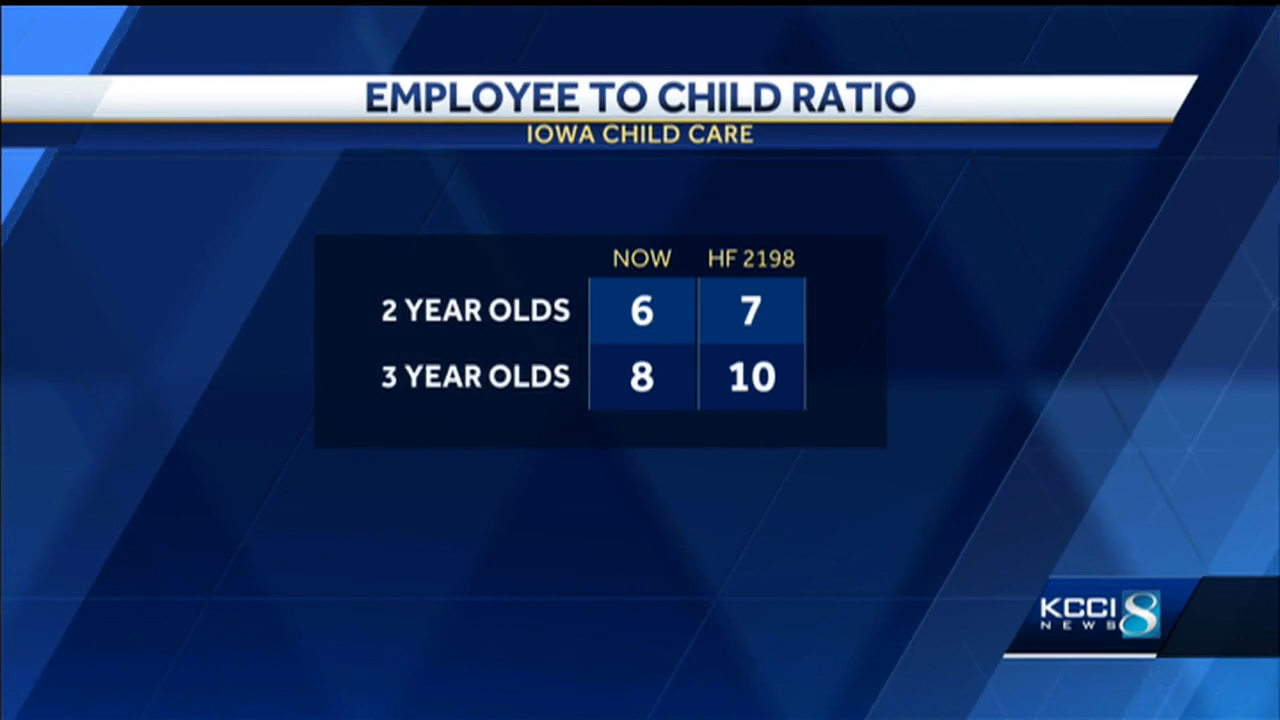 EMPLOYEE TO CHILD RATIO
IOWA CHILD CARE
NOW HF 2198
2 YEAR OLDS 6 7
3 YEAR OLDS 8 10
KCCI 8
NEWS